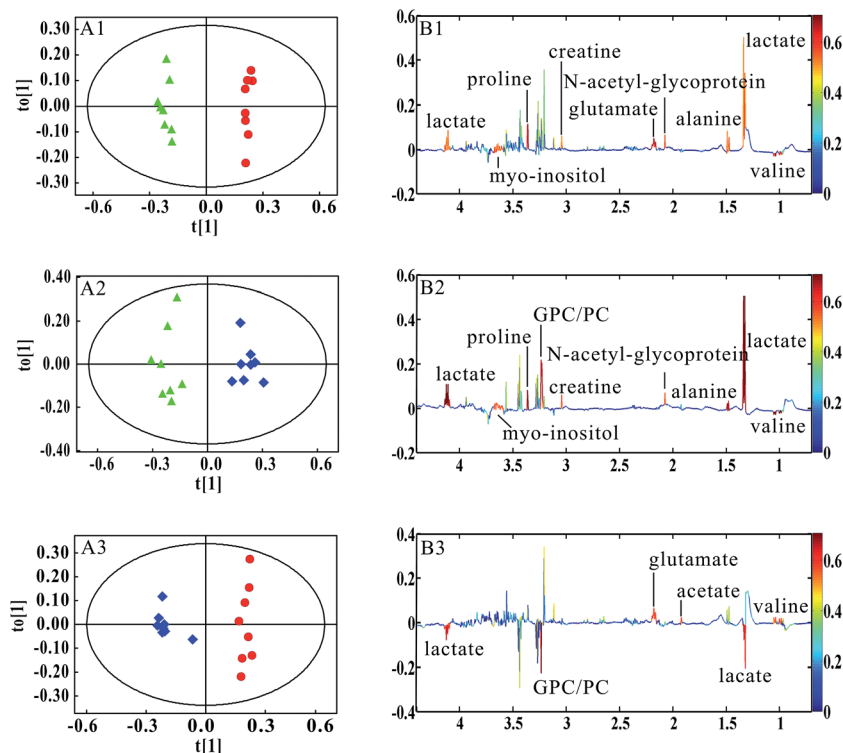 A1
to[1]
0.30
0.20
0.10
0.00
-0.10
-0.20
-0.30
-0.6
-0.3
0.0
0.3
0.6
t[1]
B1
0.6
0.4
0.2
0
-0.2
lactate
myo-inositol
proline
creatine
N-acetyl-glycoprotein
glutamate
alanine
lactate
valine
4
3.5
3
2.5
2
1.5
1
0.6
0.4
0.2
0
A2
to[1]
0.40
0.20
0.00
-0.20
0.40
-0.6
-0.3
0.0
0.3
0.6
t[1]
B2
0.6
0.4
0.2
0
-0.2
lactate
myo-inositol
proline
GPC/PC
N-acetyl-glycoprotein
creatine
alanine
lactate
valine
4
3.5
3
2.5
2
1.5
1
0.6
0.4
0.2
0
A3
to[1]
0.30
0.20
0.10
0.00
-0.10
-0.20
-0.30
-0.6
-0.3
0.0
0.3
0.6
t[1]
B3
0.4
0.2
0
-0.2
0.4
lactate
GPC/PC
glutamate
acetate
valine
lacate
4
3.5
3
2.5
2
1.5
1
0.6
0.4
0.2
0